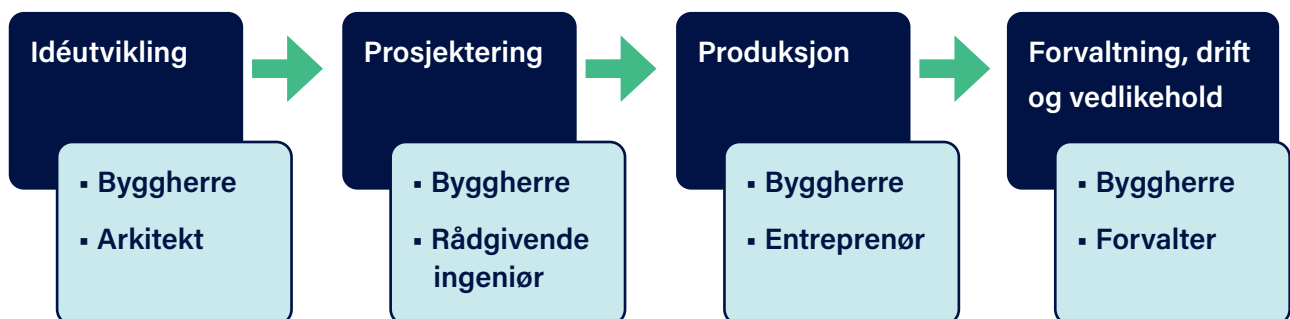 Idéutvikling
▪ Byggherre
▪ Arkitekt
Prosjektering
▪ Byggherre
▪ Rådgivende
ingeniør
Produksjon
▪ Byggherre
▪ Entreprenør
Forvaltning, drift
og vedlikehold
▪ Byggherre
▪ Forvalter